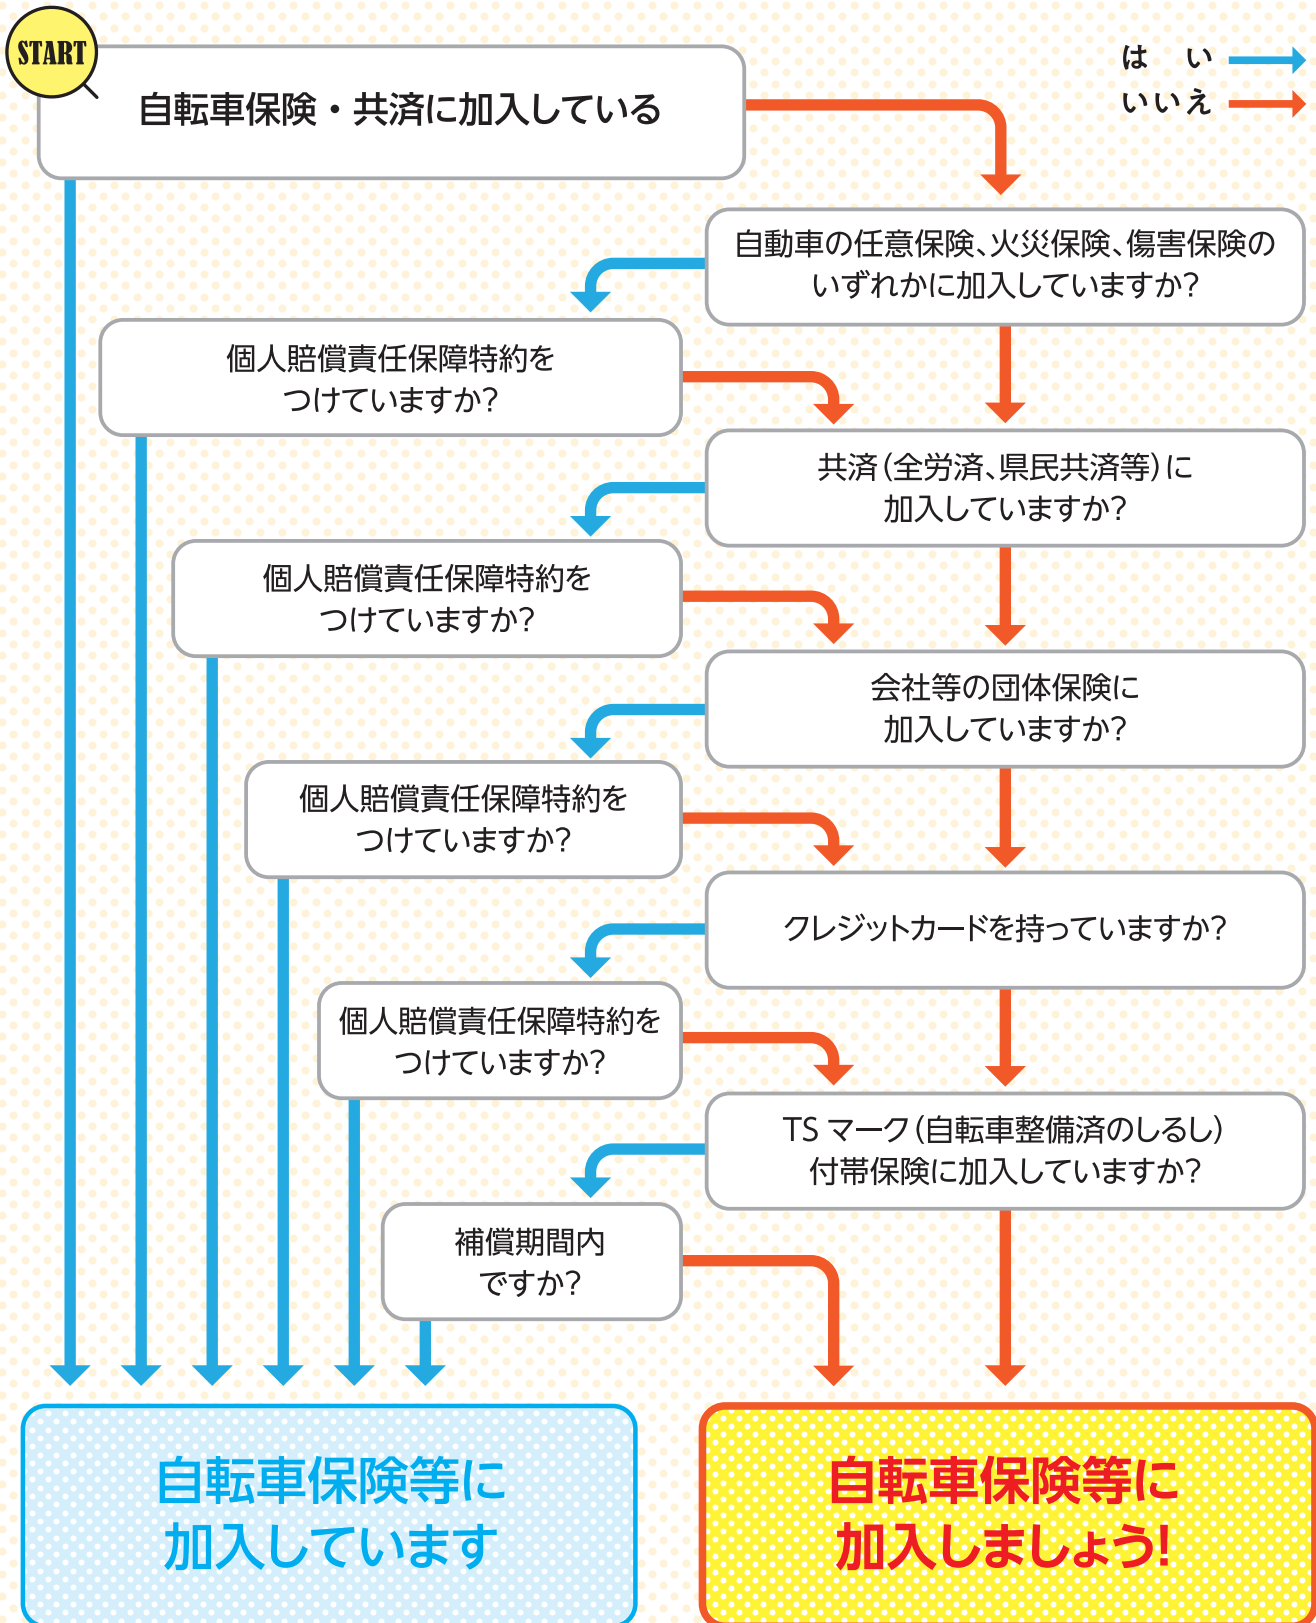 START
は い
いいえ
自転車保険・共済に加入している
自動車の任意保険、火災保険、傷害保険の
いずれかに加入していますか?
個人賠償責任保障特約を
つけていますか?
共済(全労済、県民共済等)に
加入していますか?
個人賠償責任保障特約を
つけていますか?
会社等の団体保険に
加入していますか?
個人賠償責任保障特約を
つけていますか?
クレジットカードを持っていますか?
個人賠償責任保障特約を
つけていますか?
TS マーク(自転車整備済のしるし)
付帯保険に加入していますか?
補償期間内
ですか?
自転車保険等に
加入しています
自転車保険等に
加入しましょう!